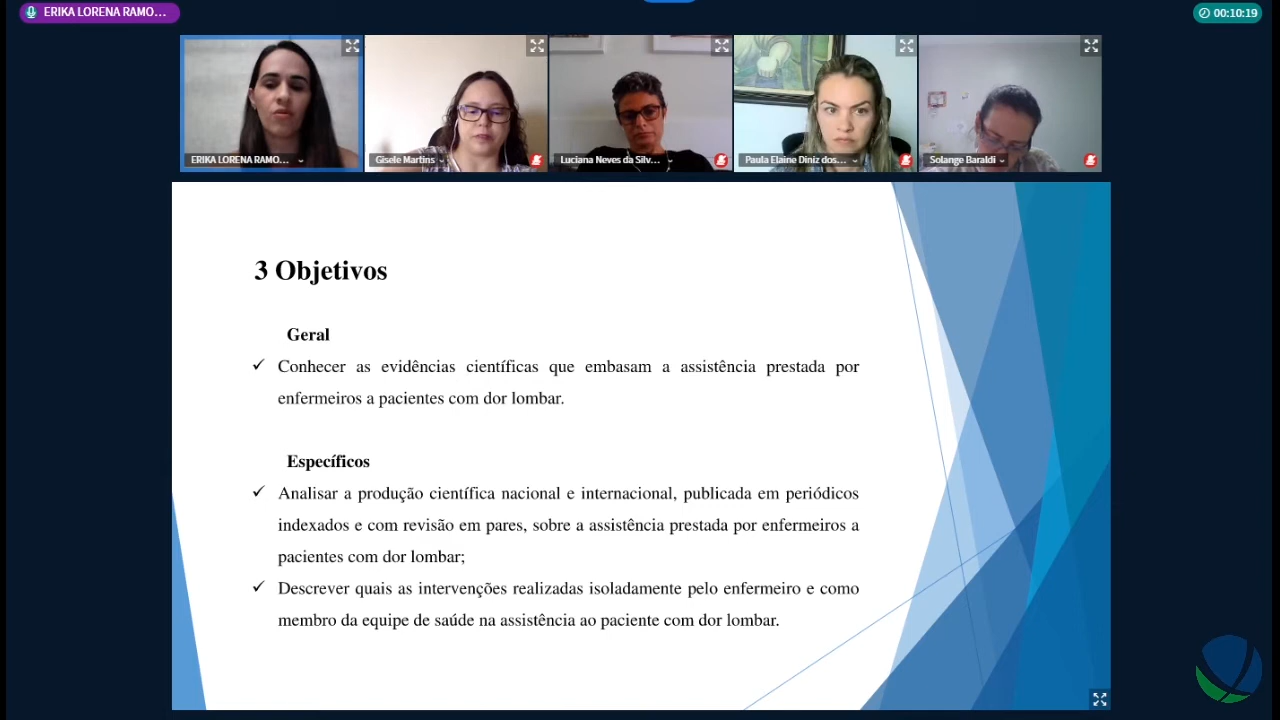 ERIKA LORENA RAMO...
00:10:19
ERIKA LORENA RAMO...
Gisele Martins
Luciana Neves da Silv...
Paula Elaine Diniz dos...
Solange Baraldi
3 Objetivos
Geral
✓ Conhecer as evidências científicas que embasam a assistência prestada por
enfermeiros a pacientes com dor lombar.
Específicos
✓ Analisar a produção científica nacional e internacional, publicada em periódicos
indexados e com revisão em pares, sobre a assistência prestada por enfermeiros a
pacientes com dor lombar;
✓ Descrever quais as intervenções realizadas isoladamente pelo enfermeiro e como
membro da equipe de saúde na assistência ao paciente com dor lombar.